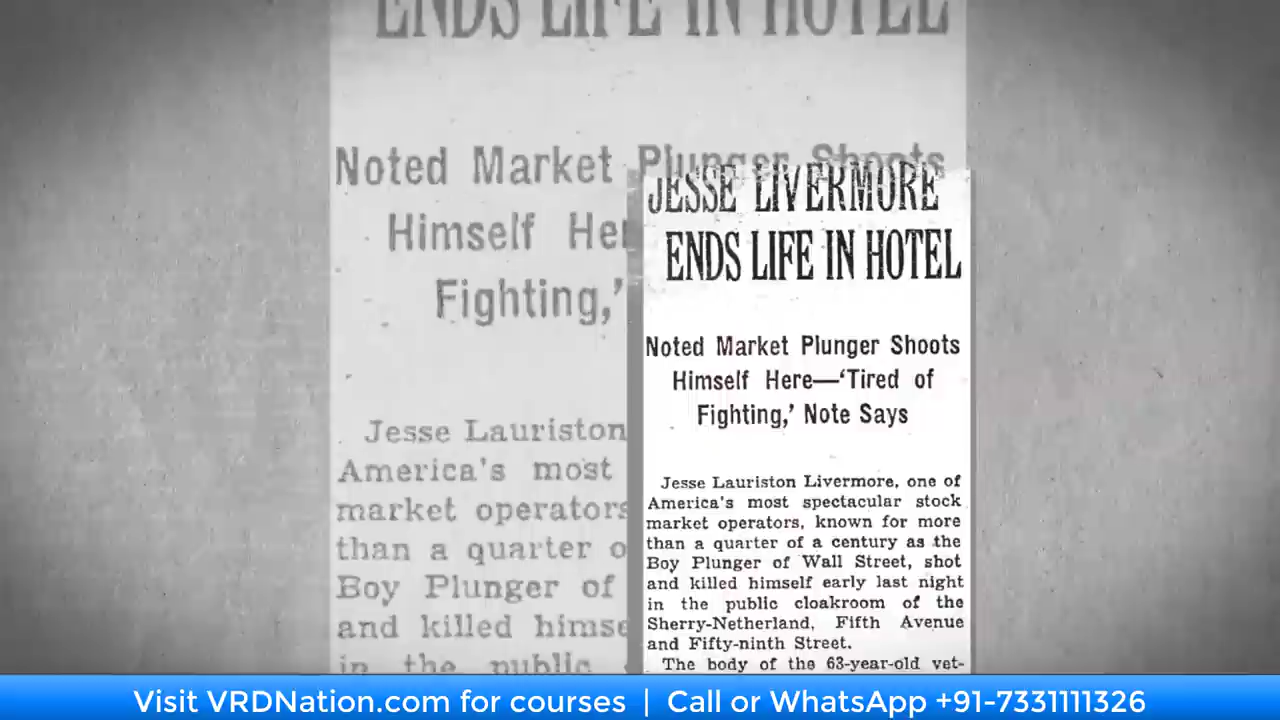 ENDS LIFE IN HOTEL
Noted Market Plunger Shoots
Himself Her
Fighting,'
Jesse Lauriston
America's most
market operators
than a quarter o
Boy Plunger of
and killed himse
in the public
JESSE LIVERMORE
ENDS LIFE IN HOTEL
Noted Market Plunger Shoots
Himself Here—'Tired of
Fighting,' Note Says
Jesse Lauriston Livermore, one of
America's most spectacular stock
market operators, known for more
than a quarter of a century as the
Boy Plunger of Wall Street, shot
and killed himself early last night
in the public cloakroom of the
Sherry-Netherland, Fifth Avenue
and Fifty-ninth Street.
The body of the 63-year-old vet-
Visit VRDNation.com for courses | Call or WhatsApp +91-7331111326